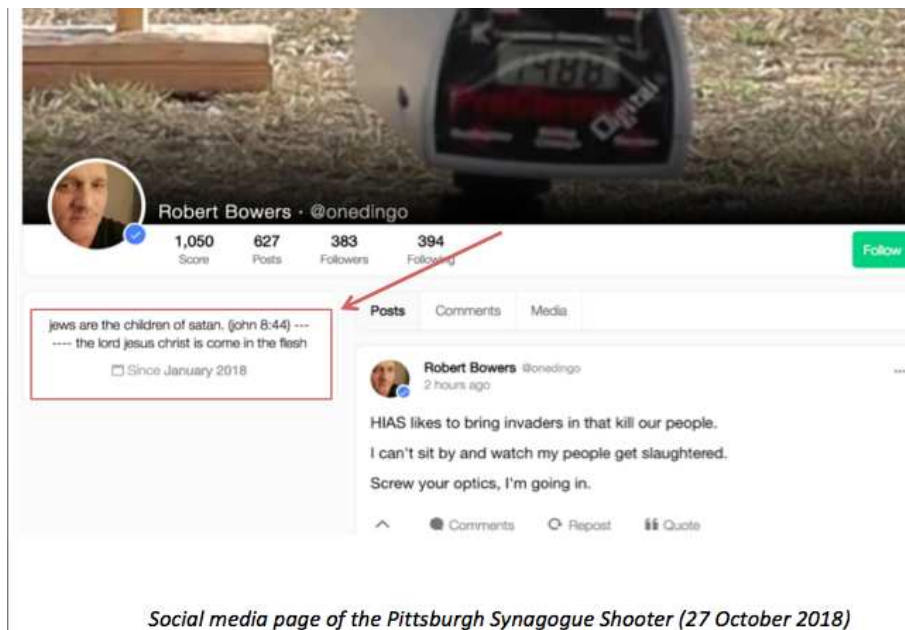 1488
Digital
Robert Bowers · @onedingo
1,050 627 383 394
Score Posts Followers Following
Follow
jews are the children of satan. (john 8:44) ---
----- the lord jesus christ is come in the flesh
Since January 2018
Posts Comments Media
Robert Bowers @onedingo
2 hours ago
HIAS likes to bring invaders in that kill our people.
I can't sit by and watch my people get slaughtered.
Screw your optics, I'm going in.
Comments Repost Quote
Social media page of the Pittsburgh Synagogue Shooter (27 October 2018)